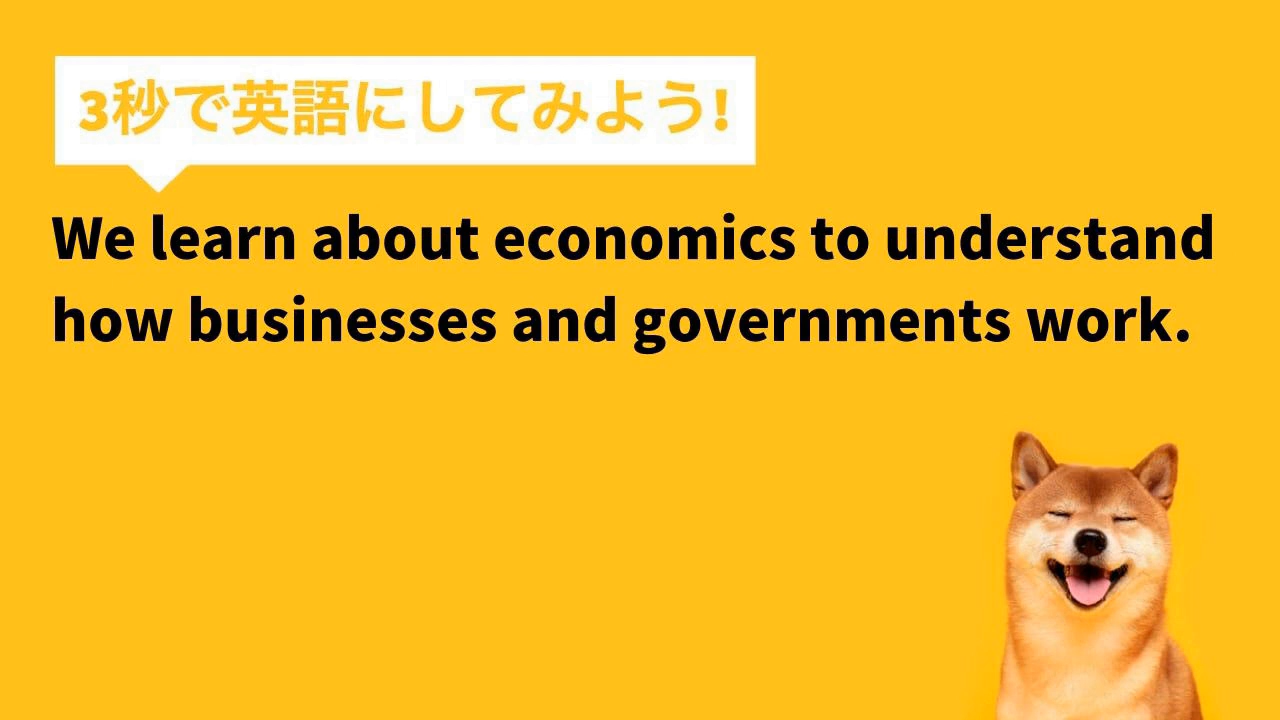 3秒で英語にしてみよう!
We learn about economics to understand
how businesses and governments work.